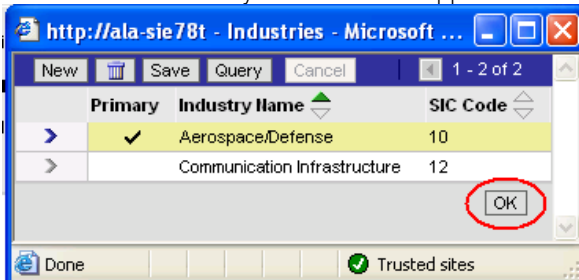 http://ala-sie78t - Industries - Microsoft ...
New Save Query Cancel 1 - 2 of 2
Primary Industry Name SIC Code
Aerospace/Defense 10
Communication Infrastructure 12
OK
Done Trusted sites